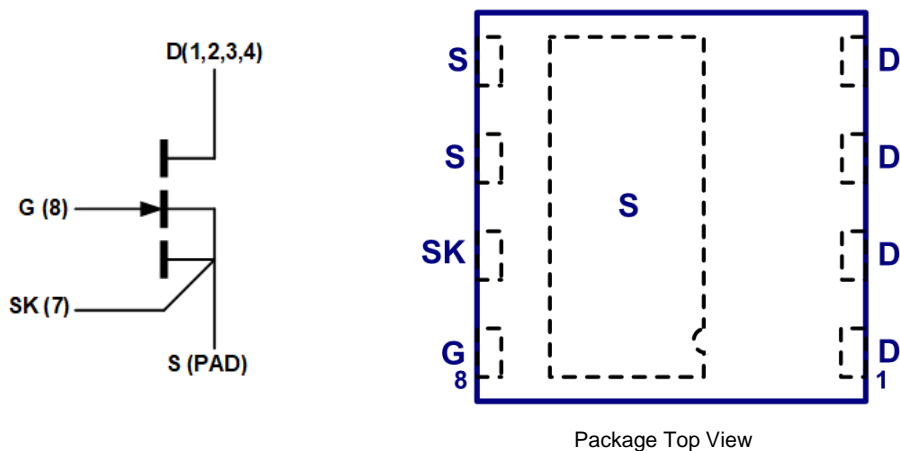 D(1,2,3,4)
G (8)
SK (7)
S (PAD)
S D
S D
S
SK D
G D
8 1
Package Top View